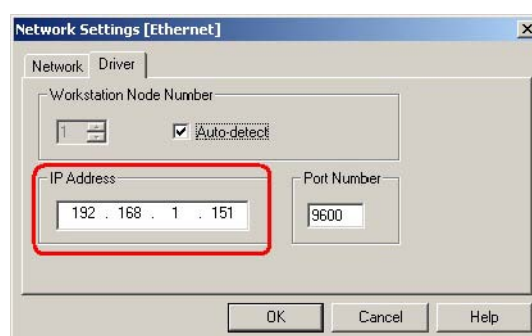 Network Settings [Ethernet]
Network Driver
Workstation Node Number
1 Auto-detect
IP Address Port Number
192 . 168 . 1 . 151 9600
OK Cancel Help